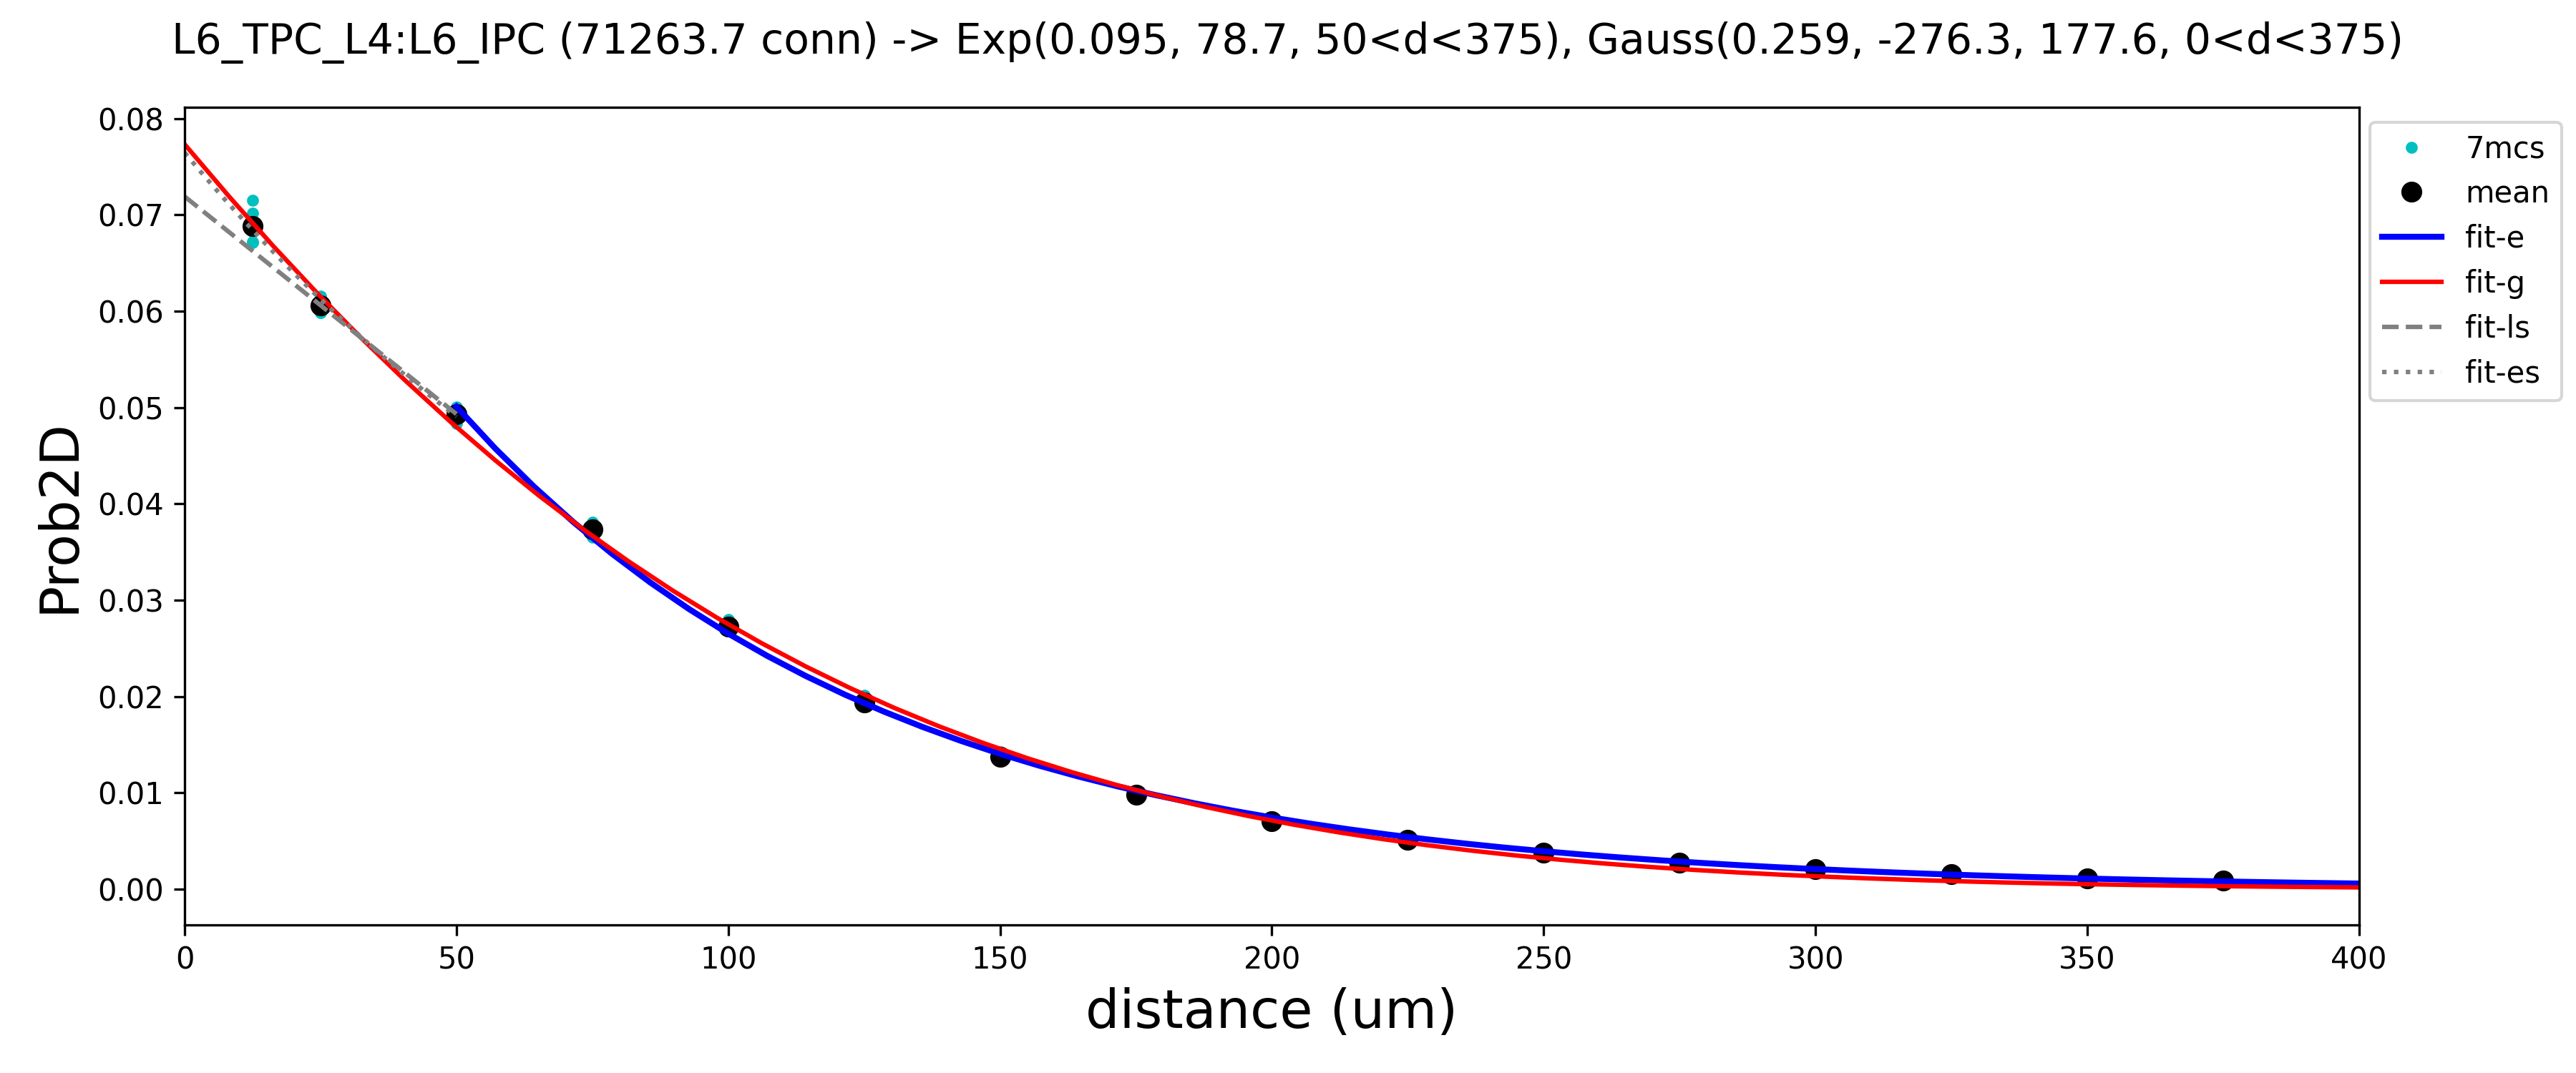 L6_TPC_L4:L6_IPC (71263.7 conn) -> Exp(0.095, 78.7, 50<d<375), Gauss(0.259, -276.3, 177.6, 0<d<375)
0.08
0.07
0.06
0.05
0.04
0.03
0.02
0.01
0.00
Prob2D
0 50 100 150 200 250 300 350 400
distance (um)
7mcs
mean
fit-e
fit-g
fit-ls
fit-es